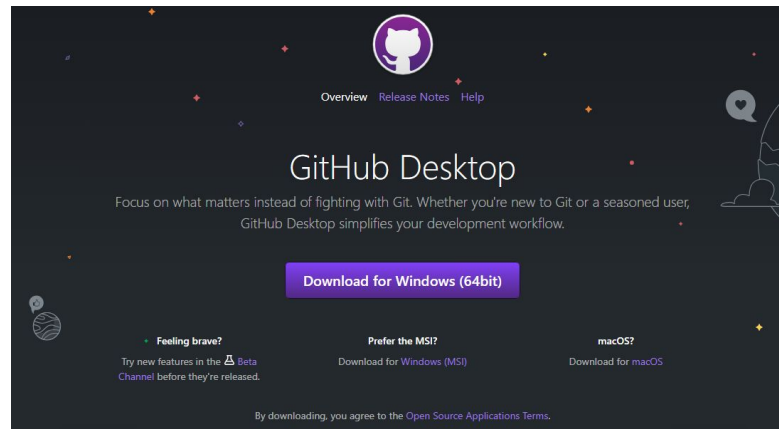 Overview Release Notes Help
GitHub Desktop
Focus on what matters instead of fighting with Git. Whether you're new to Git or a seasoned user,
GitHub Desktop simplifies your development workflow.
Download for Windows (64bit)
Feeling brave?
Try new features in the Beta
Channel before they're released.
Prefer the MSI?
Download for Windows (MSI)
macOS?
Download for macOS
By downloading, you agree to the Open Source Applications Terms.